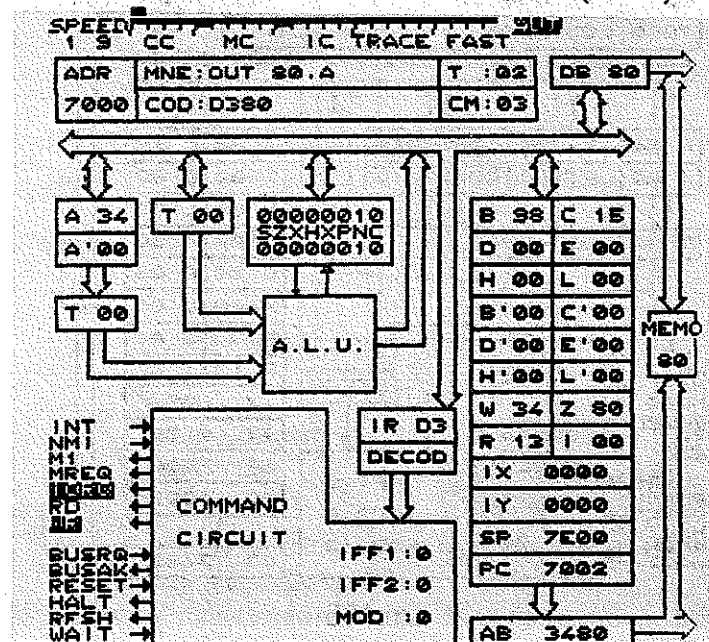 SPEED
1 9 CC MC IC TRACE FAST
ADR MNE:OUT 80.A T :02 DB 80
7000 COD:D380 CM:03
A 34 T 00 00000010 B 98 C 15
A'00 SZXHXPNC D 00 E 00
00000010 H 00 L 00
T 00 B'00 C'00
A.L.U. D'00 E'00 MEMO
H'00 L'00 80
IR D3 W 34 Z 80
DECOD R 13 I 00
INT
NMI
M1
MREQ
RD
IX 0000
COMMAND IY 0000
CIRCUIT SP 7E00
IFF1:0 PC 7002
IFF2:0
MOD :0
BUSRQ
BUSAK
RESET
HALT
RFSH
WAIT
AB 3480